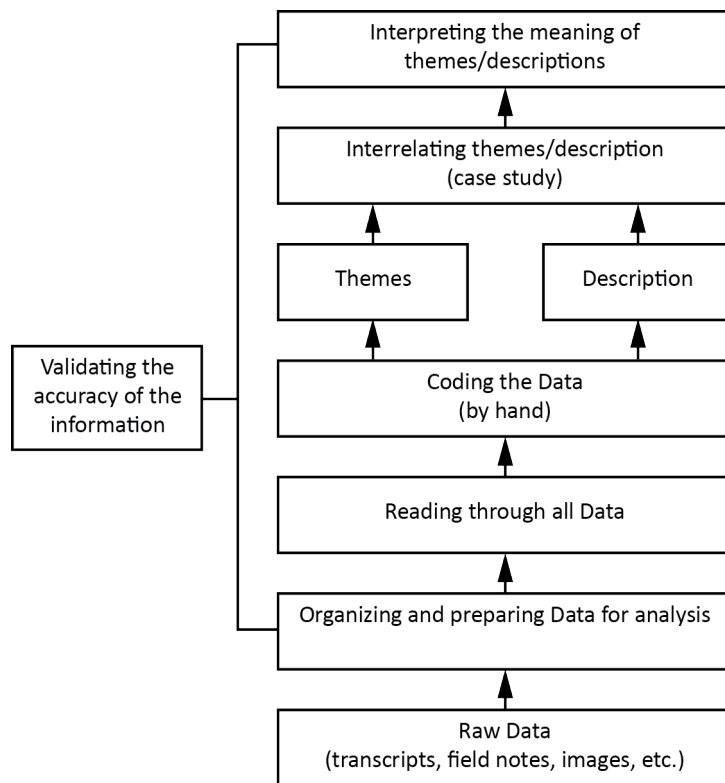 Interpreting the meaning of
themes/descriptions
Interrelating themes/description
(case study)
Themes
Description
Validating the
accuracy of the
information
Coding the Data
(by hand)
Reading through all Data
Organizing and preparing Data for analysis
Raw Data
(transcripts, field notes, images, etc.)